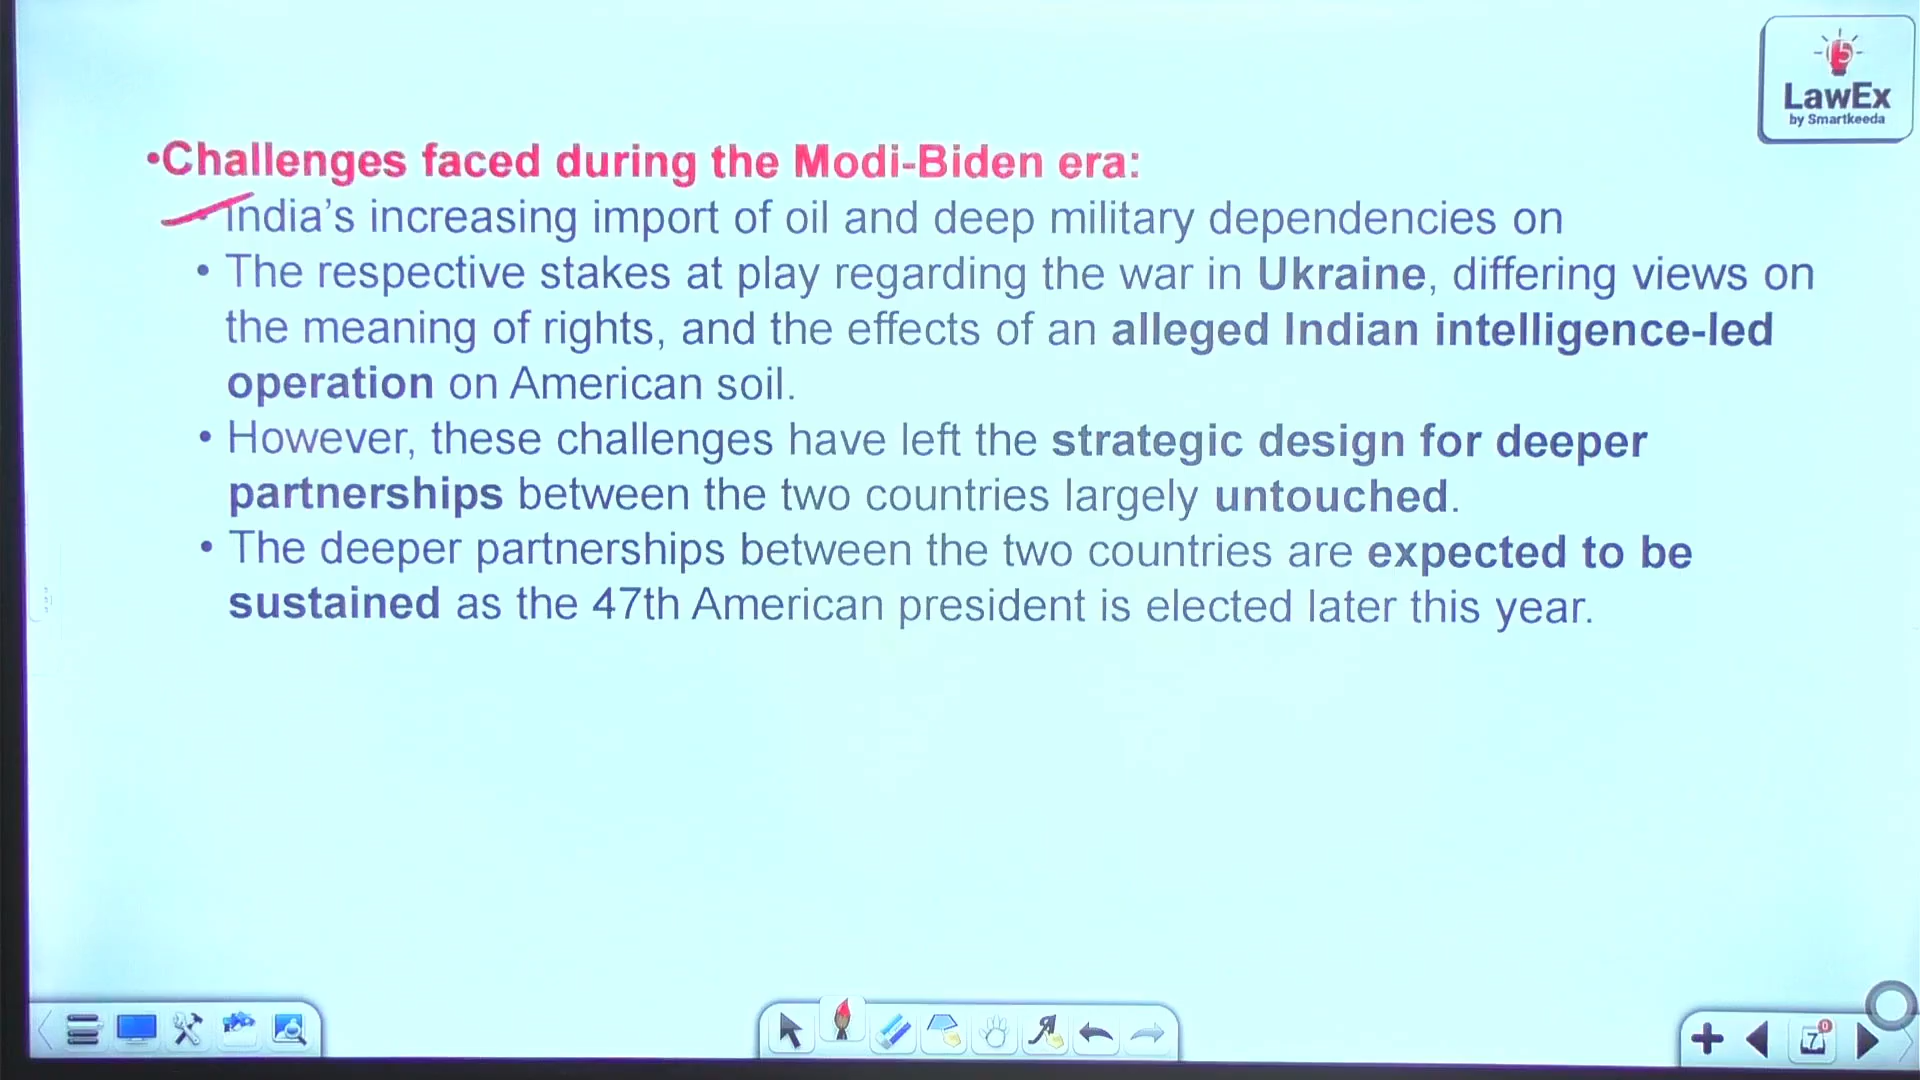 LawEx
by Smartkeeda
•Challenges faced during the Modi-Biden era:
• India’s increasing import of oil and deep military dependencies on
• The respective stakes at play regarding the war in Ukraine, differing views on
the meaning of rights, and the effects of an alleged Indian intelligence-led
operation on American soil.
• However, these challenges have left the strategic design for deeper
partnerships between the two countries largely untouched.
• The deeper partnerships between the two countries are expected to be
sustained as the 47th American president is elected later this year.
7
0